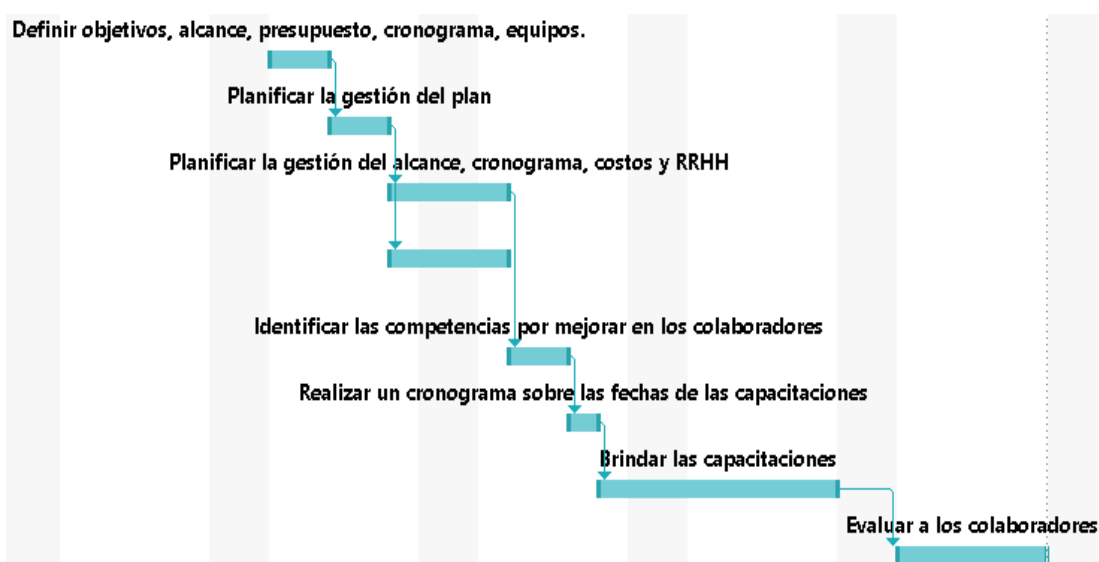 Definir objetivos, alcance, presupuesto, cronograma, equipos.
Planificar la gestión del plan
Planificar la gestión del alcance, cronograma, costos y RRHH
Identificar las competencias por mejorar en los colaboradores
Realizar un cronograma sobre las fechas de las capacitaciones
Brindar las capacitaciones
Evaluar a los colaboradores